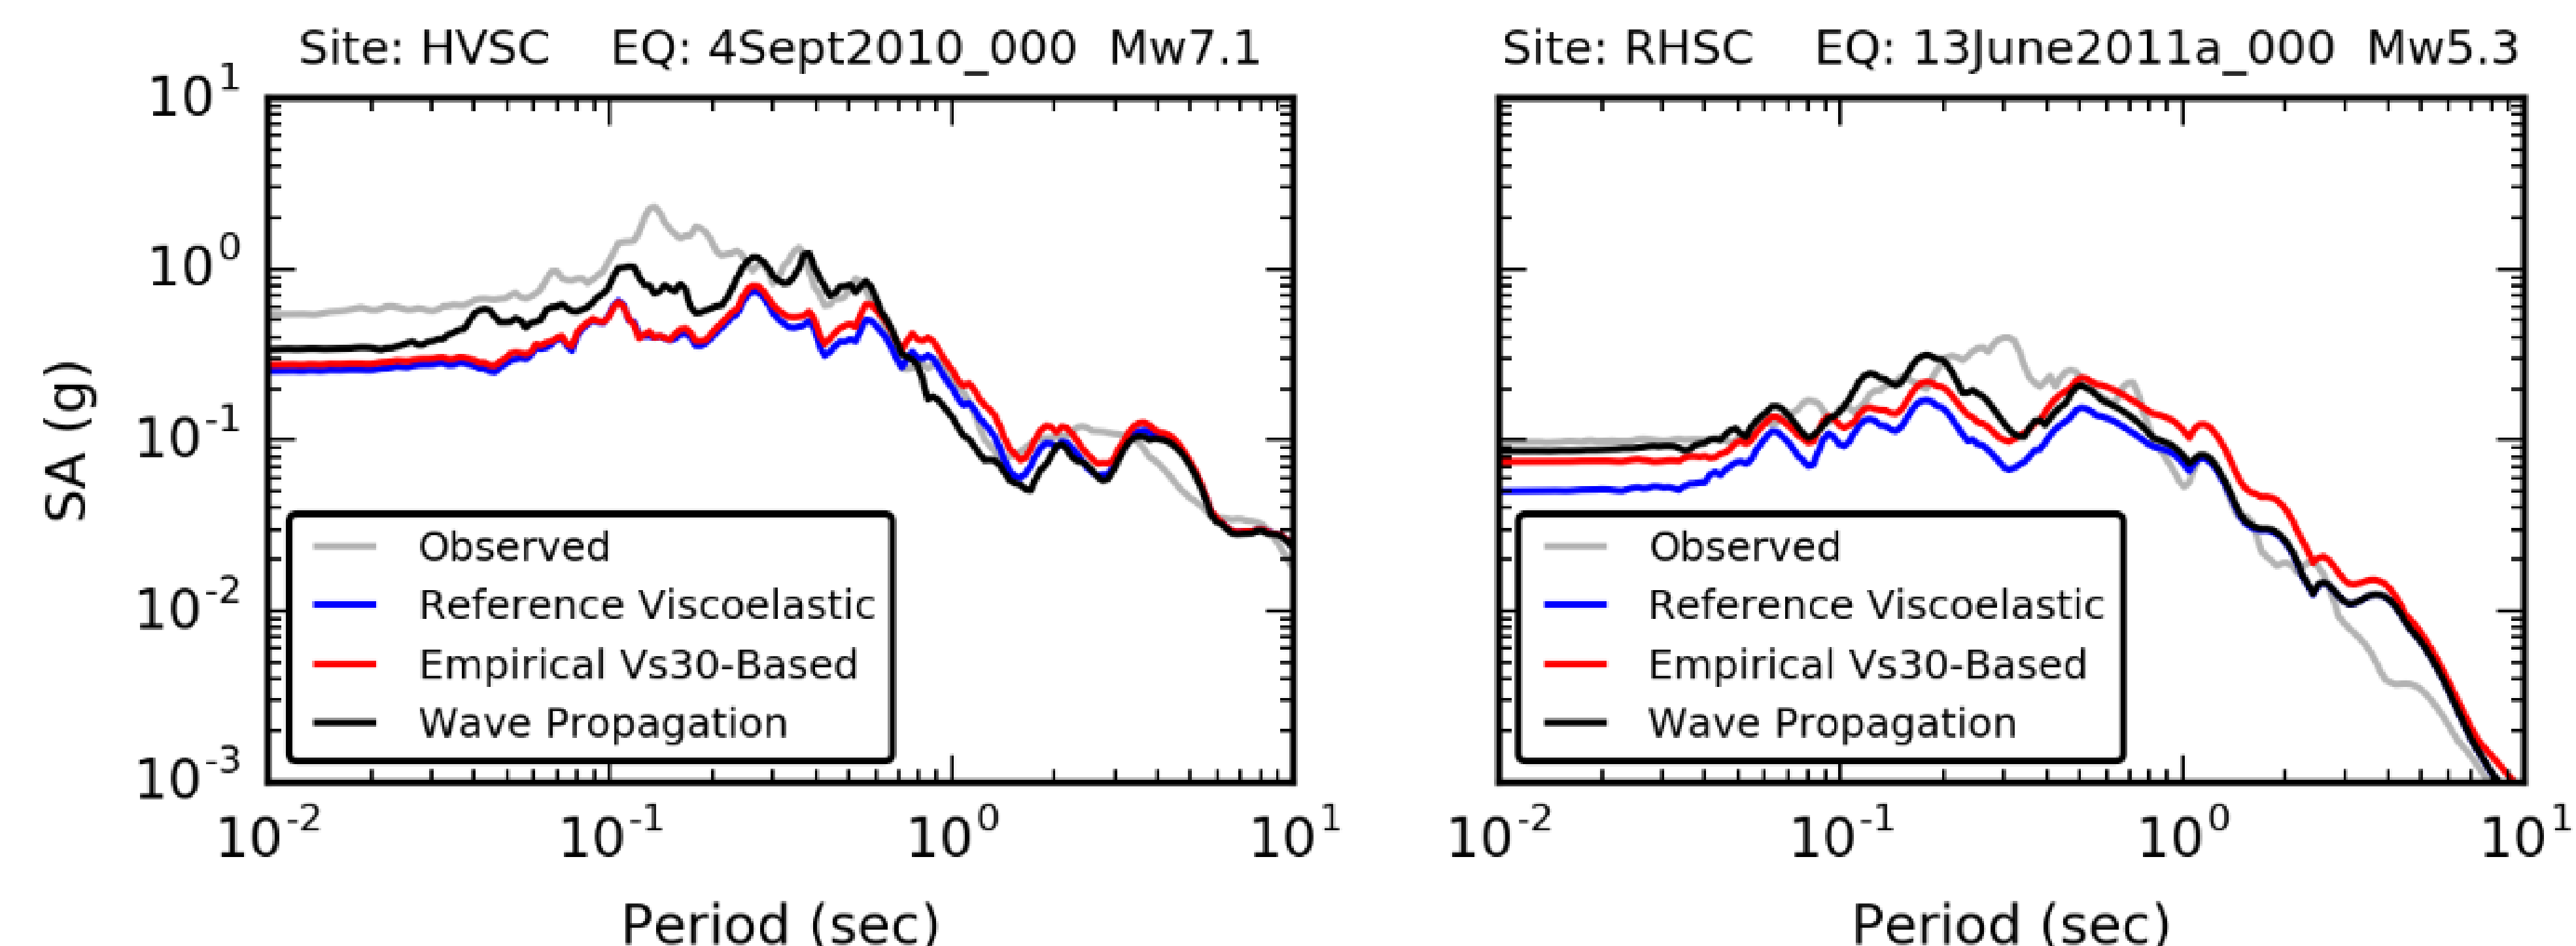 Site: HVSC EQ: 4Sept2010_000 Mw7.1
10^1
10^0
10^-1
10^-2
10^-3
SA (g)
Observed
Reference Viscoelastic
Empirical Vs30-Based
Wave Propagation
10^-2 10^-1 10^0 10^1
Period (sec)
Site: RHSC EQ: 13June2011a_000 Mw5.3
Observed
Reference Viscoelastic
Empirical Vs30-Based
Wave Propagation
10^-2 10^-1 10^0 10^1
Period (sec)